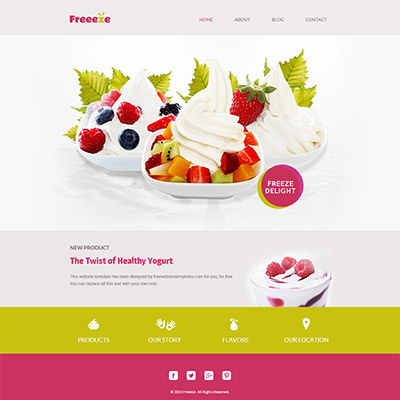 Freeeze
HOME ABOUT BLOG CONTACT
FREEZE
DELIGHT
NEW PRODUCT
The Twist of Healthy Yogurt
This website template has been designed by freewebsitetemplates.com for you, for free.
You can replace all this text with your own text.
PRODUCTS OUR STORY FLAVORS OUR LOCATION
© 2023 Freeeze. All Rights Reserved.